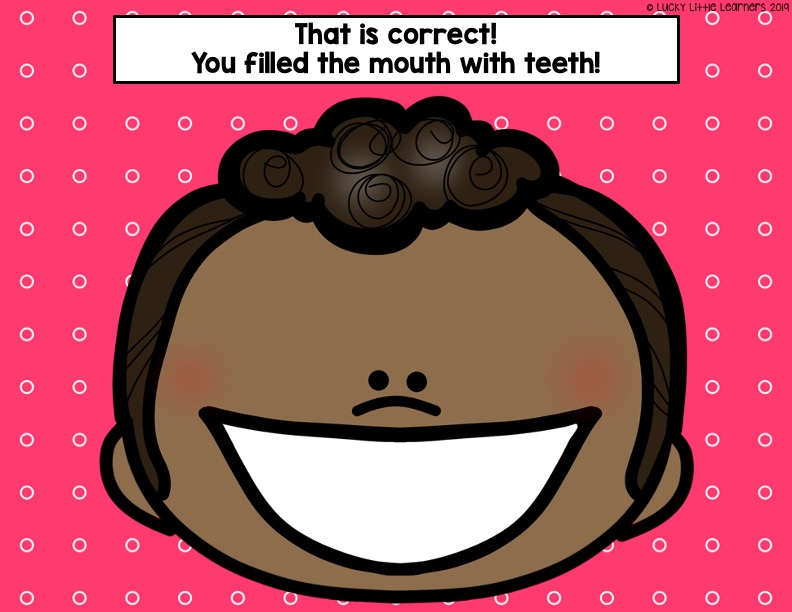 © Lucky Little Learners 2019
That is correct!
You filled the mouth with teeth!